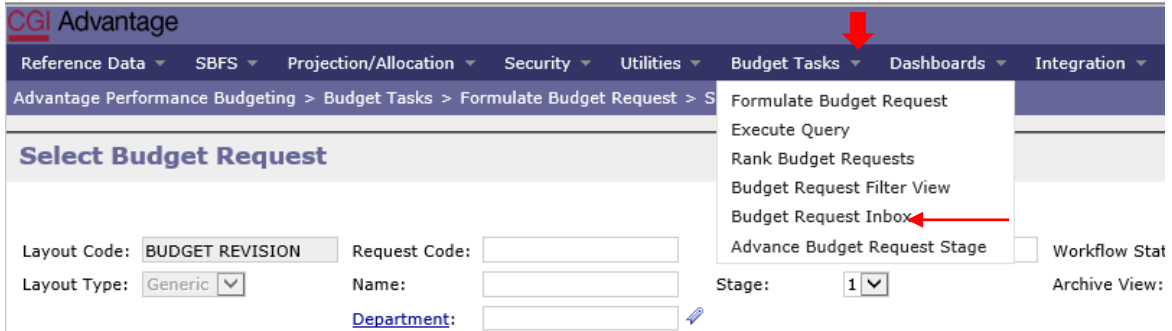 CGI Advantage
Reference Data SBFS Projection/Allocation Security Utilities Budget Tasks Dashboards Integration
Advantage Performance Budgeting > Budget Tasks > Formulate Budget Request > S
Formulate Budget Request
Execute Query
Rank Budget Requests
Budget Request Filter View
Budget Request Inbox
Advance Budget Request Stage
Select Budget Request
Layout Code: BUDGET REVISION Request Code: Workflow Stat
Layout Type: Generic Name: Stage: 1 Archive View:
Department: